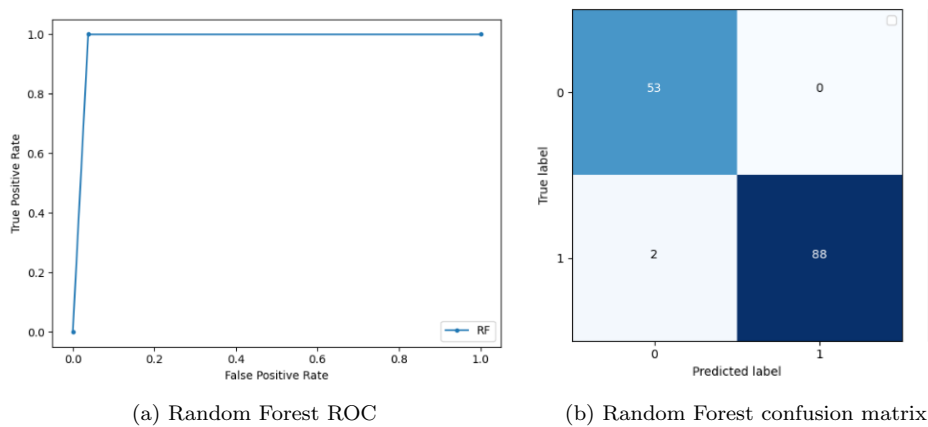 1.0
0.8
0.6
0.4
0.2
0.0
True Positive Rate
0.0 0.2 0.4 0.6 0.8 1.0
False Positive Rate
RF
(a) Random Forest ROC
0
1
True label
53 0
2 88
0 1
Predicted label
(b) Random Forest confusion matrix